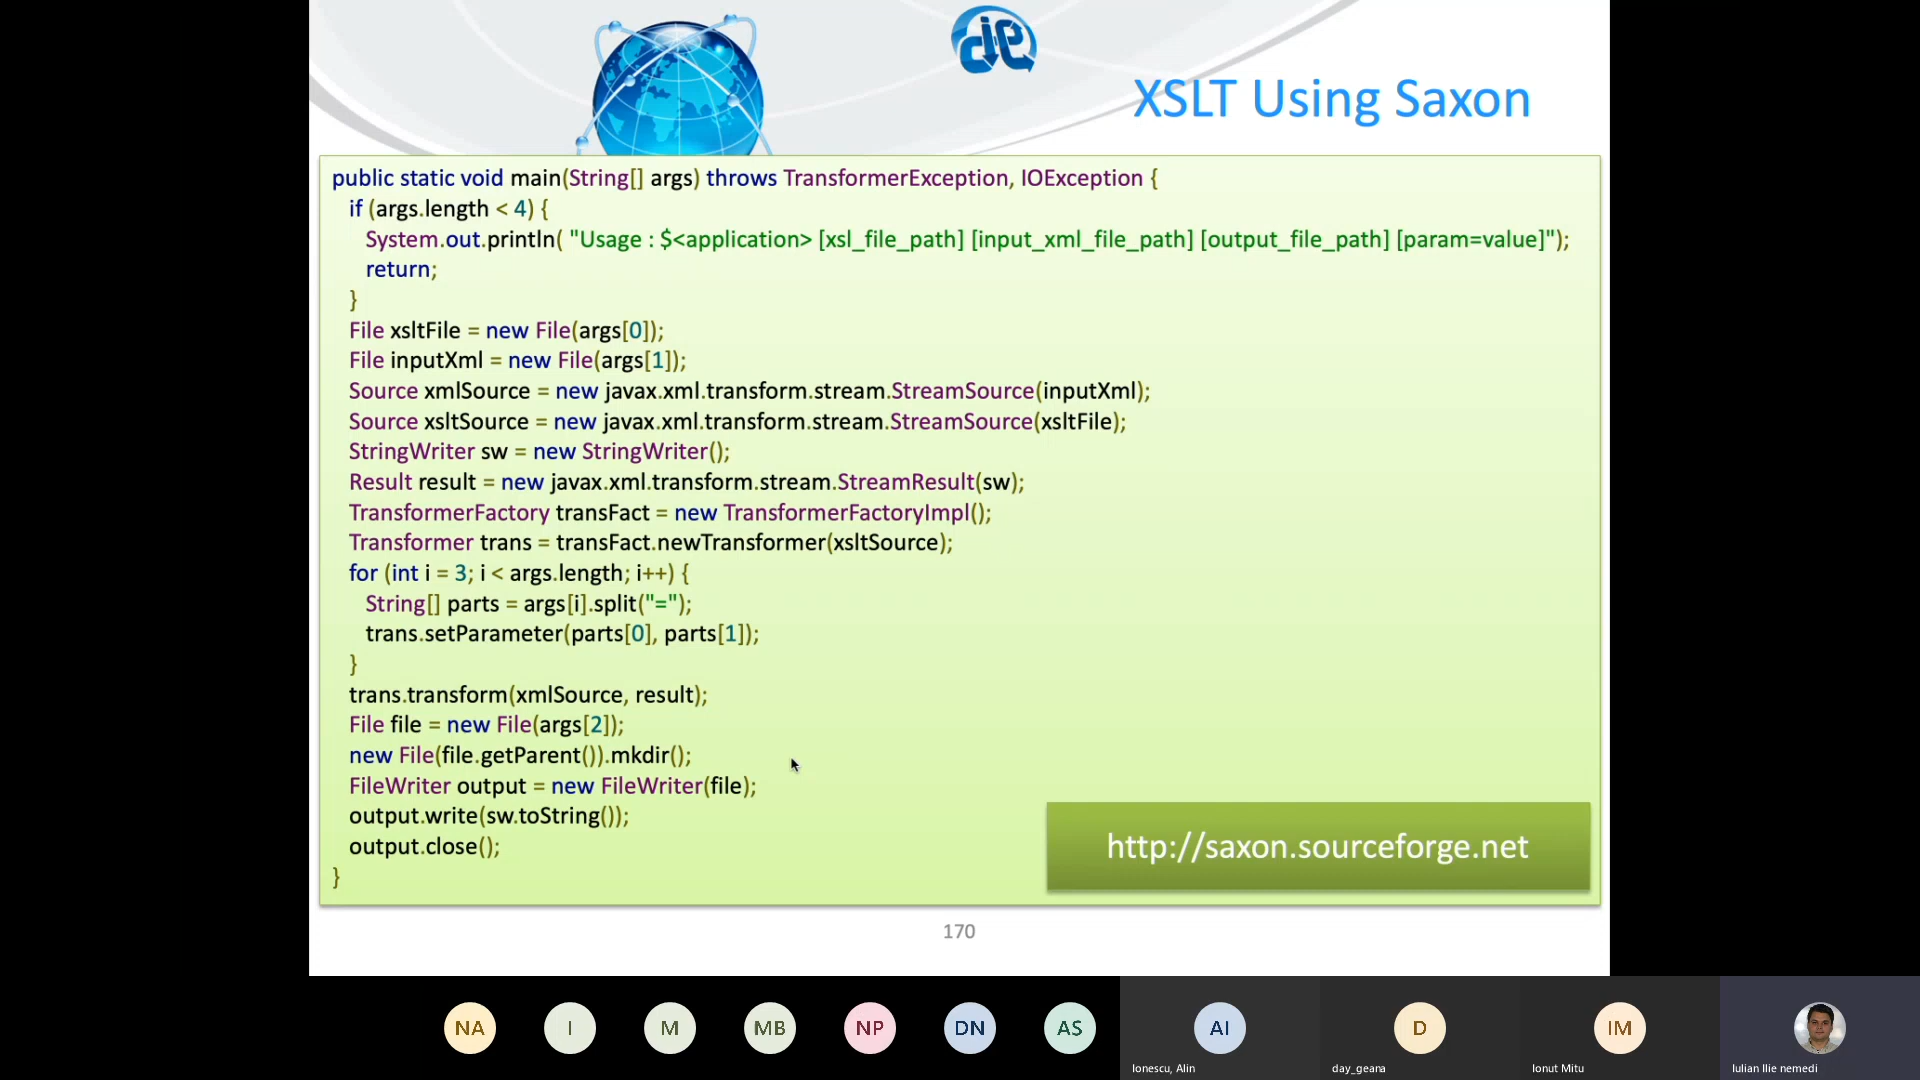 XSLT Using Saxon
public static void main(String[] args) throws TransformerException, IOException {
if (args.length < 4) {
System.out.println( "Usage : $<application> [xsl_file_path] [input_xml_file_path] [output_file_path] [param=value]");
return;
}
File xsltFile = new File(args[0]);
File inputXml = new File(args[1]);
Source xmlSource = new javax.xml.transform.stream.StreamSource(inputXml);
Source xsltSource = new javax.xml.transform.stream.StreamSource(xsltFile);
StringWriter sw = new StringWriter();
Result result = new javax.xml.transform.stream.StreamResult(sw);
TransformerFactory transFact = new TransformerFactoryImpl();
Transformer trans = transFact.newTransformer(xsltSource);
for (int i = 3; i < args.length; i++) {
String[] parts = args[i].split("=");
trans.setParameter(parts[0], parts[1]);
}
trans.transform(xmlSource, result);
File file = new File(args[2]);
new File(file.getParent()).mkdir();
FileWriter output = new FileWriter(file);
output.write(sw.toString());
output.close();
}
http://saxon.sourceforge.net
170
NA I M MB NP DN AS AI D IM
Ionescu, Alin day_geana Ionut Mitu Iulian Ilie nemedi